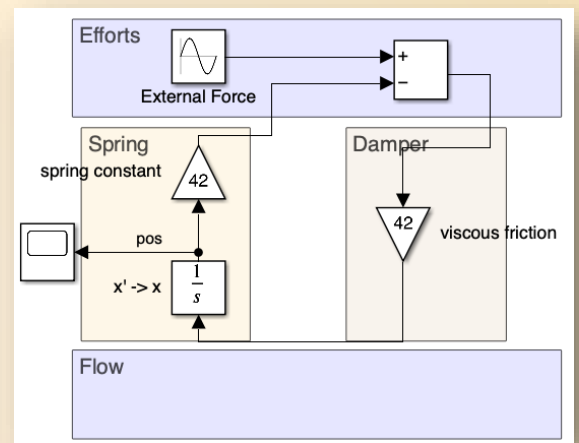 Efforts
+
−
External Force
Spring
Damper
spring constant
42
42
viscous friction
pos
x' -> x
1
s
Flow